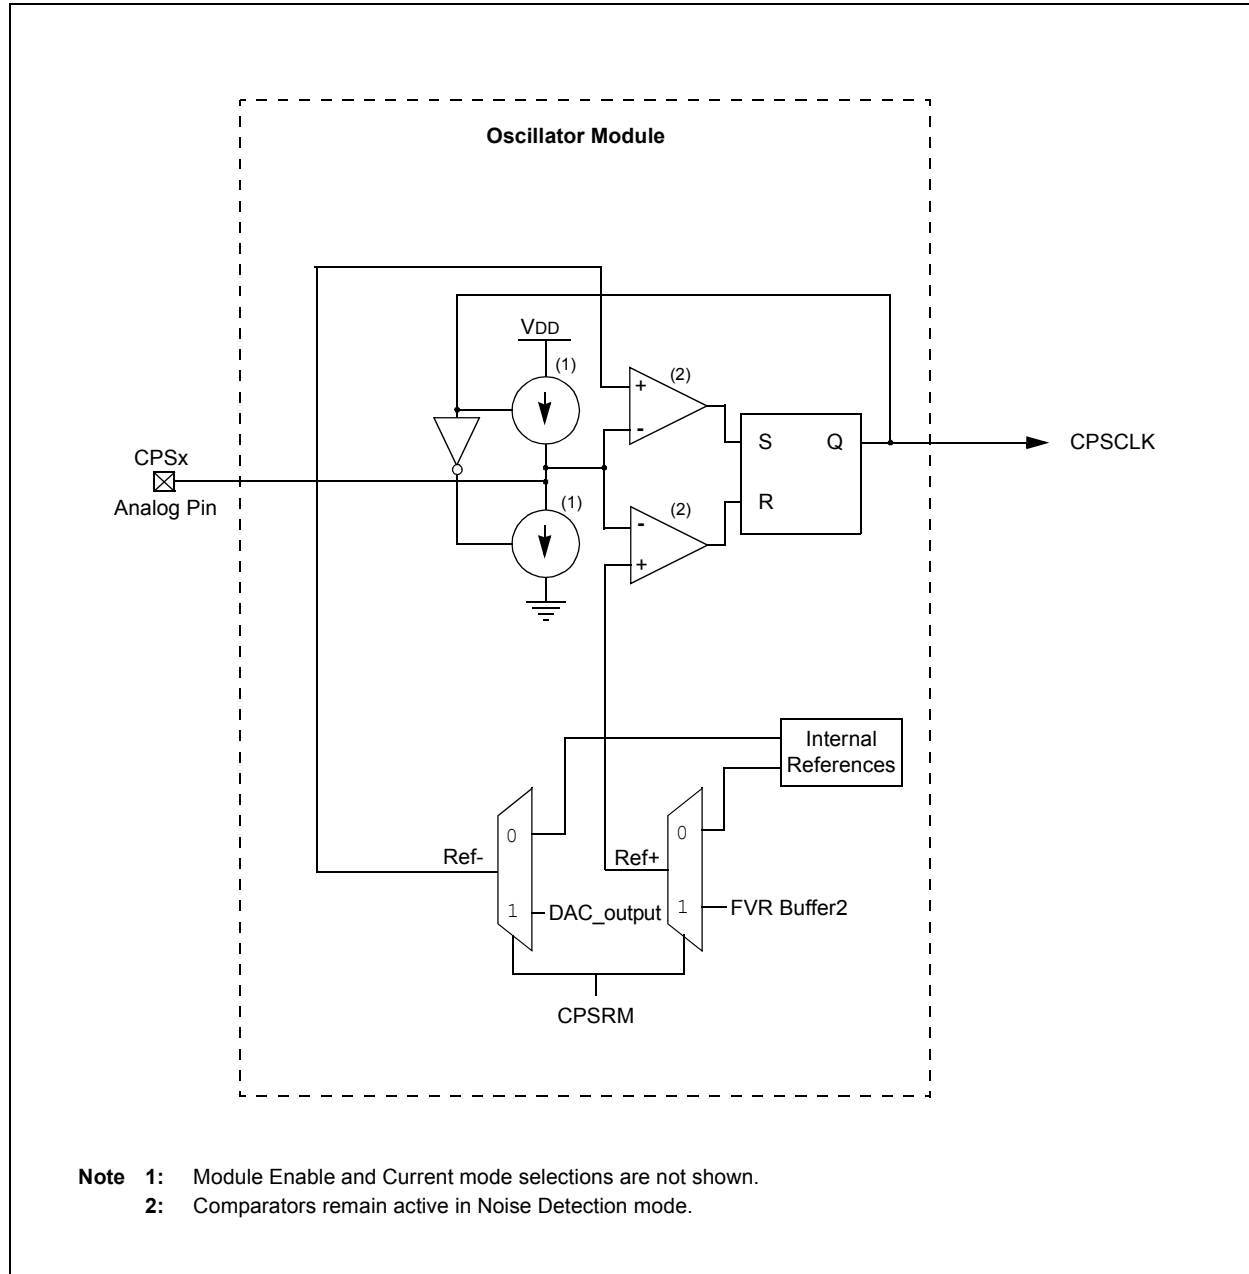 Oscillator Module
VDD
(1)
(2)
+
-
S Q
CPSCLK
CPSx
Analog Pin
(1)
(2)
R
-
+
Internal
References
0
0
Ref-
Ref+
1
DAC_output
1
FVR Buffer2
CPSRM
Note 1: Module Enable and Current mode selections are not shown.
2: Comparators remain active in Noise Detection mode.